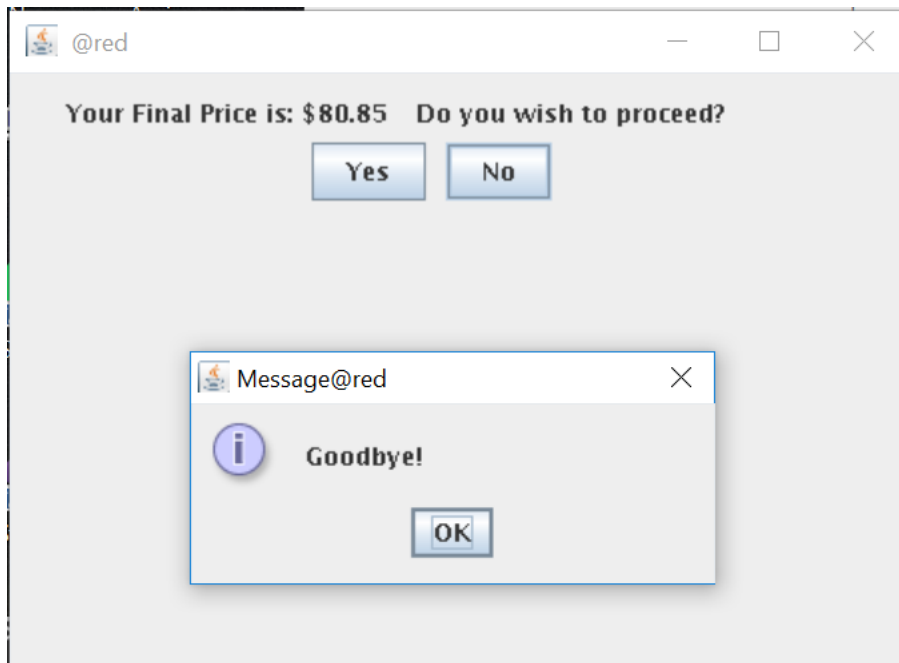 @red
Your Final Price is: $80.85 Do you wish to proceed?
Yes No
Message@red
i
Goodbye!
OK